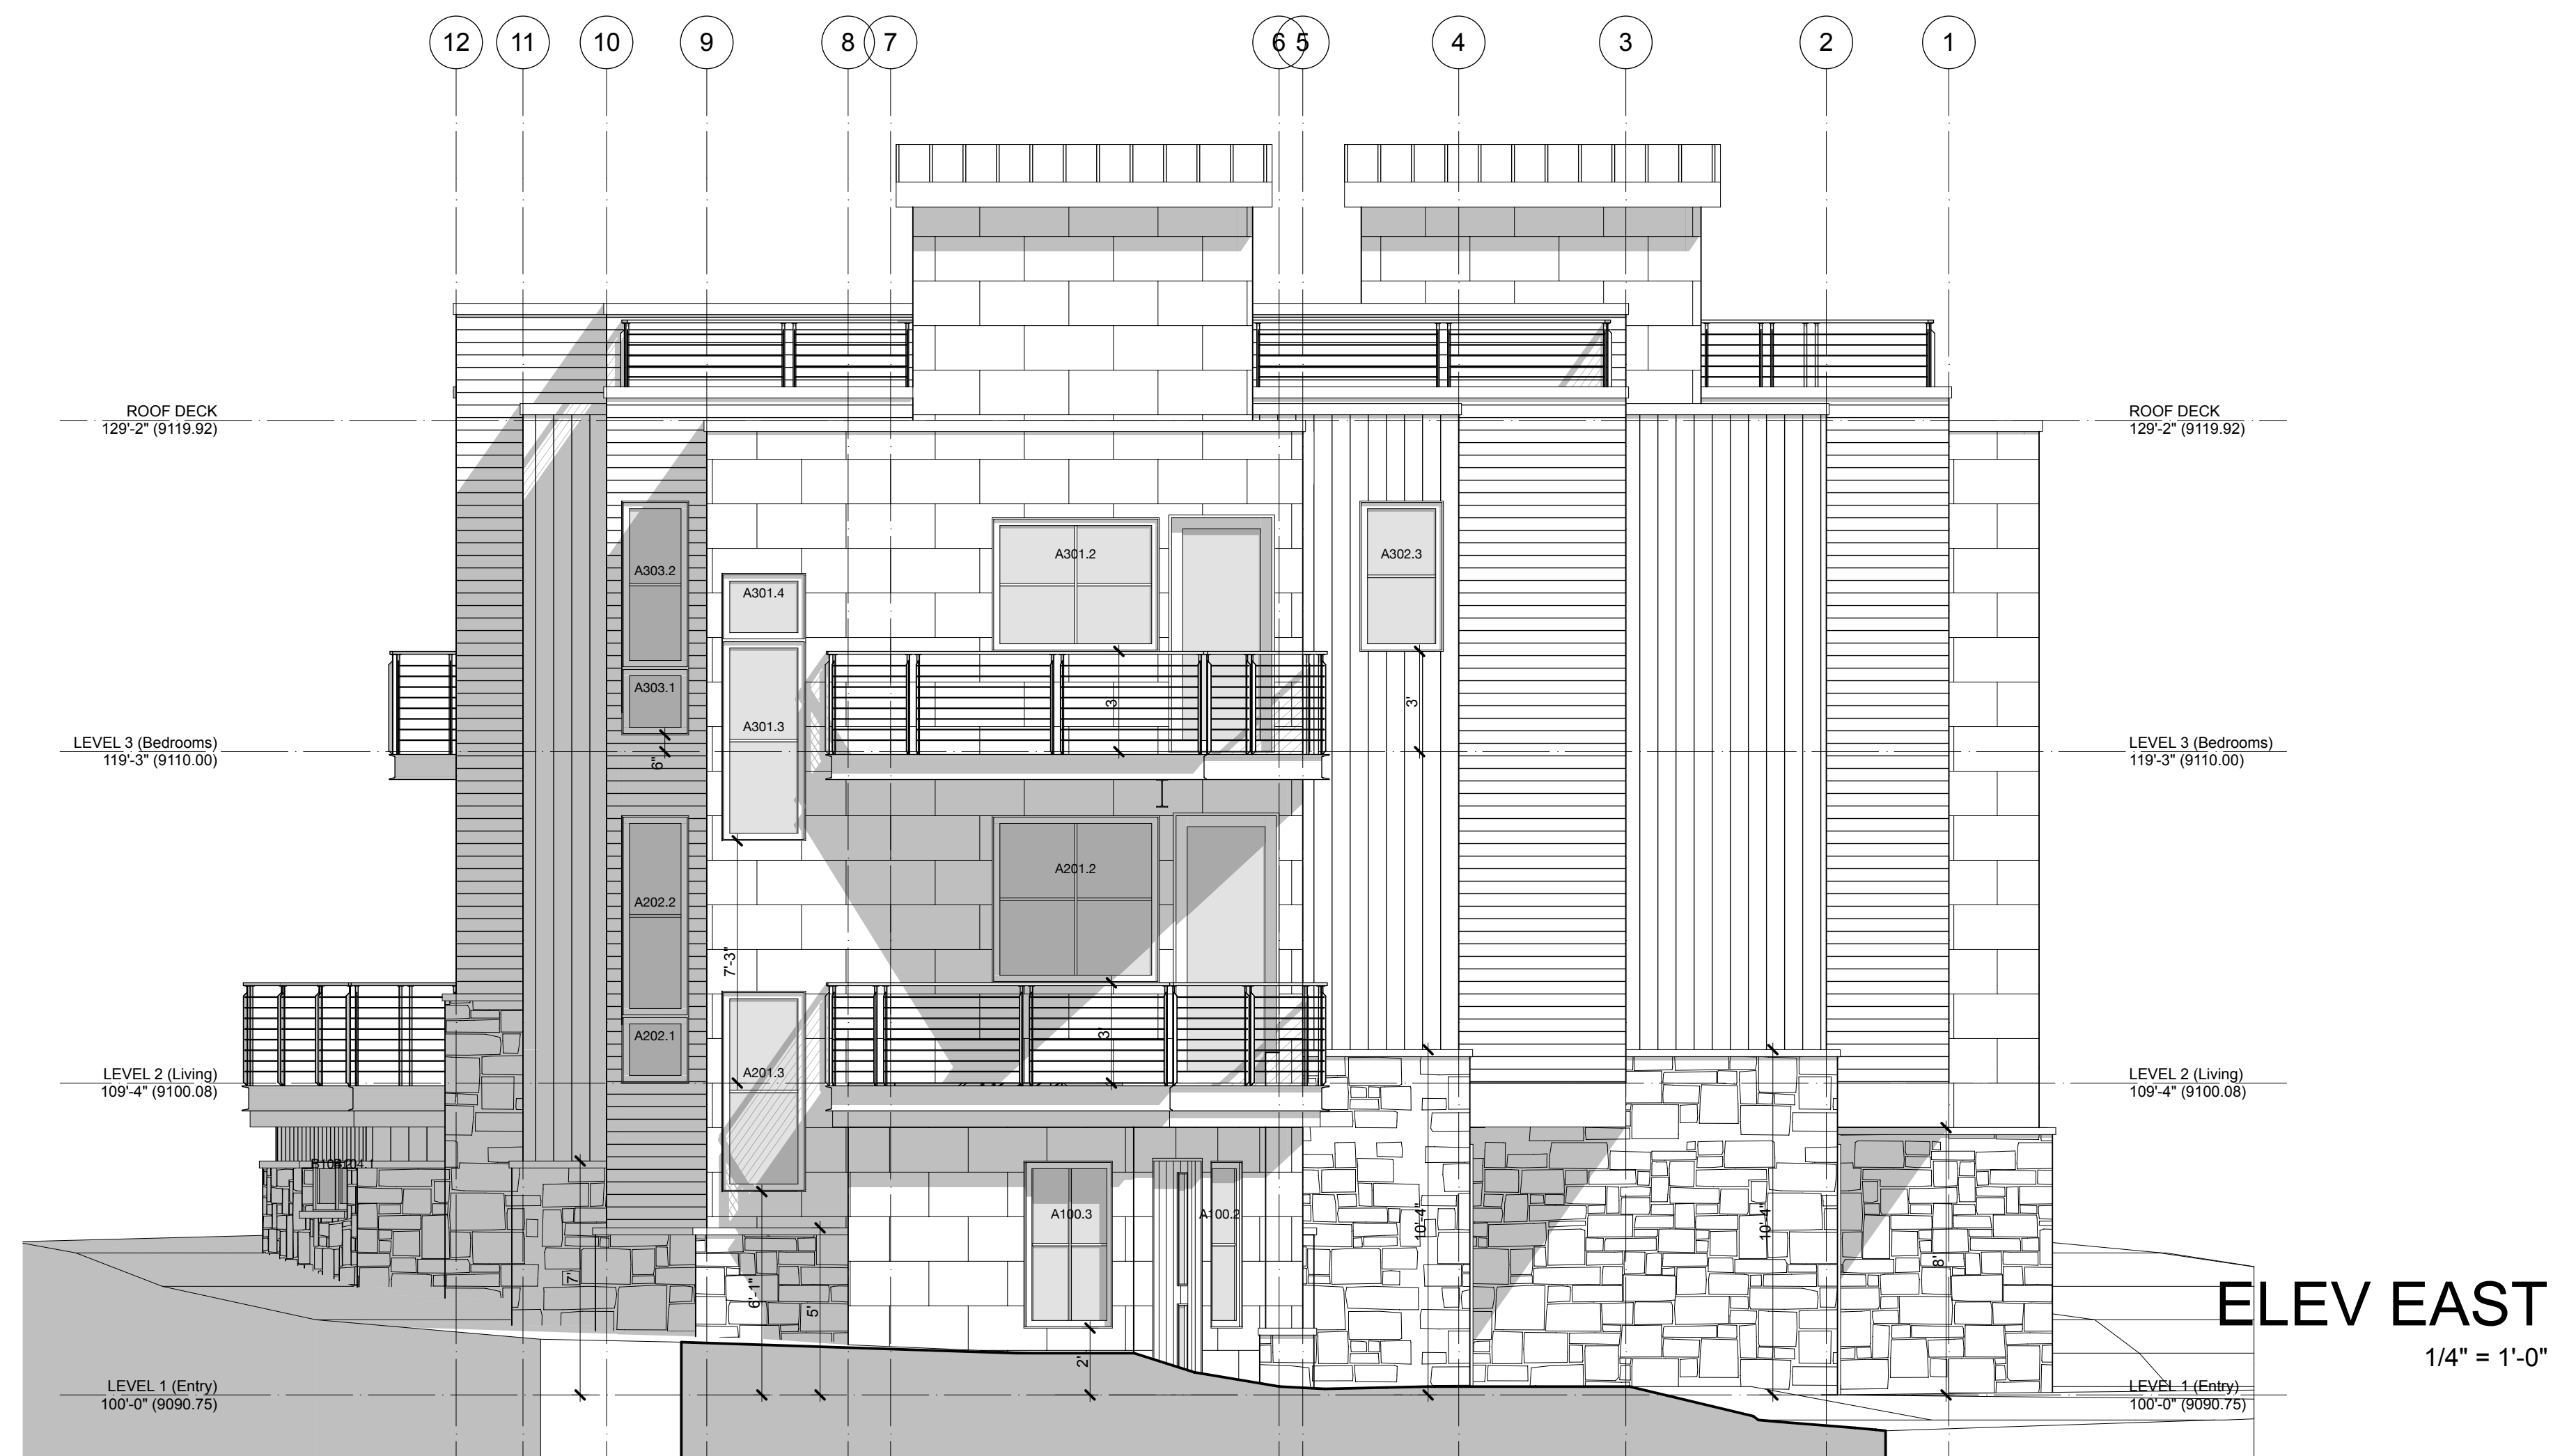 12 11 10 9 8 7 6 5 4 3 2 1
ROOF DECK
129'-2" (9119.92)
ROOF DECK
129'-2" (9119.92)
A303.2
A301.4
A301.2
A302.3
A303.1
A301.3
3'
3'
LEVEL 3 (Bedrooms)
119'-3" (9110.00)
6"
LEVEL 3 (Bedrooms)
119'-3" (9110.00)
A202.2
A201.2
7'-3"
A202.1
3'
A201.3
LEVEL 2 (Living)
109'-4" (9100.08)
LEVEL 2 (Living)
109'-4" (9100.08)
A100.3
A100.2
10'-4"
10'-4"
7'
6'-1"
5'
2'
8'
ELEV EAST
1/4" = 1'-0"
LEVEL 1 (Entry)
100'-0" (9090.75)
LEVEL 1 (Entry)
100'-0" (9090.75)